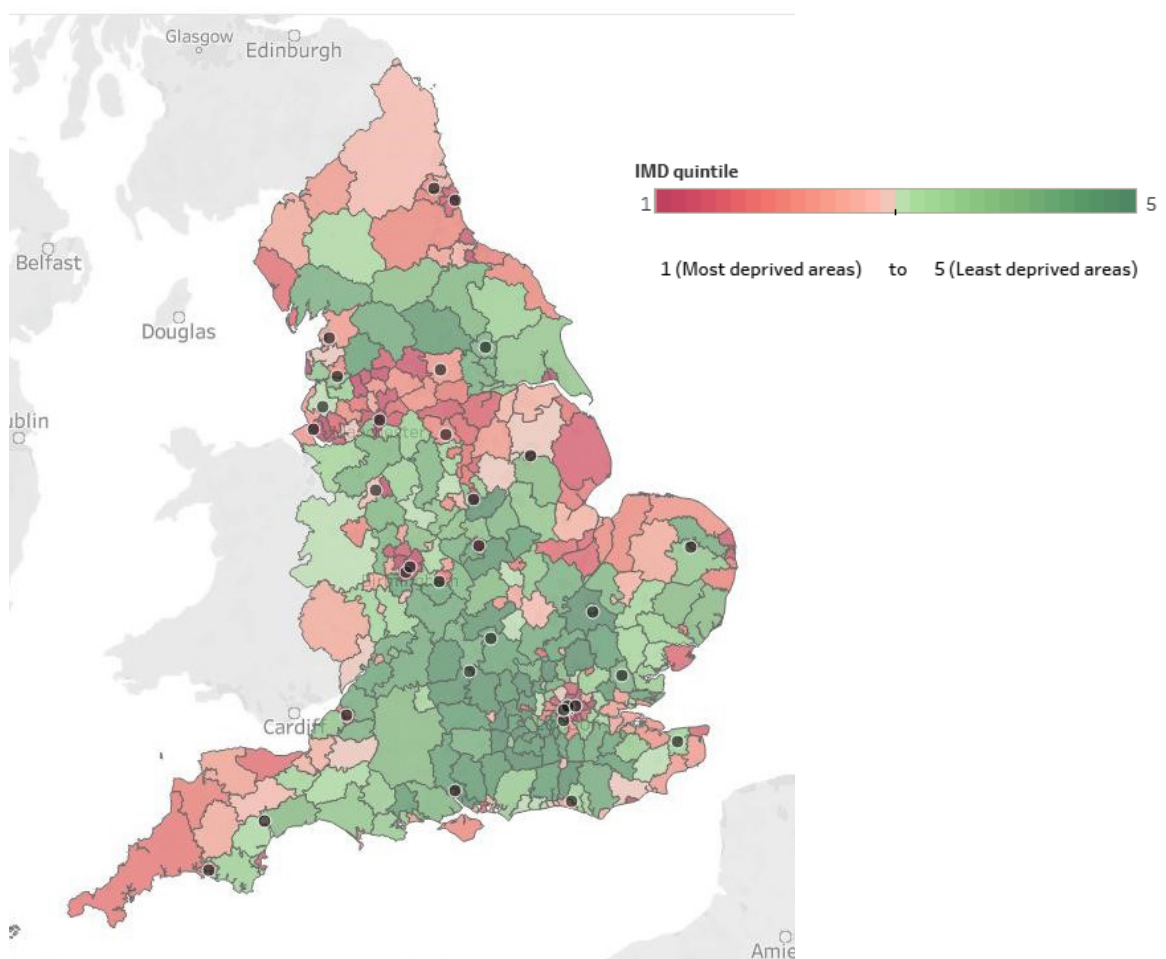 Glasgow
Edinburgh
IMD quintile
1
5
1 (Most deprived areas) to 5 (Least deprived areas)
Belfast
Douglas
ublin
Cardiff
Amie